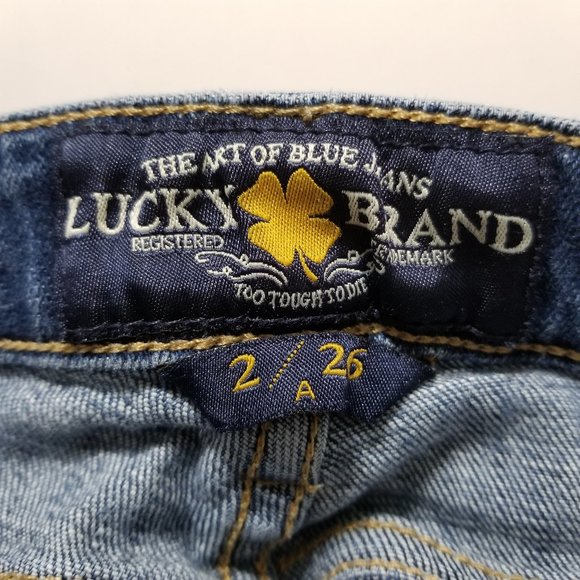 THE ART OF BLUE JEANS
LUCKY BRAND
REGISTERED TRADEMARK
TOO TOUGH TO DIE
2 / 26
A